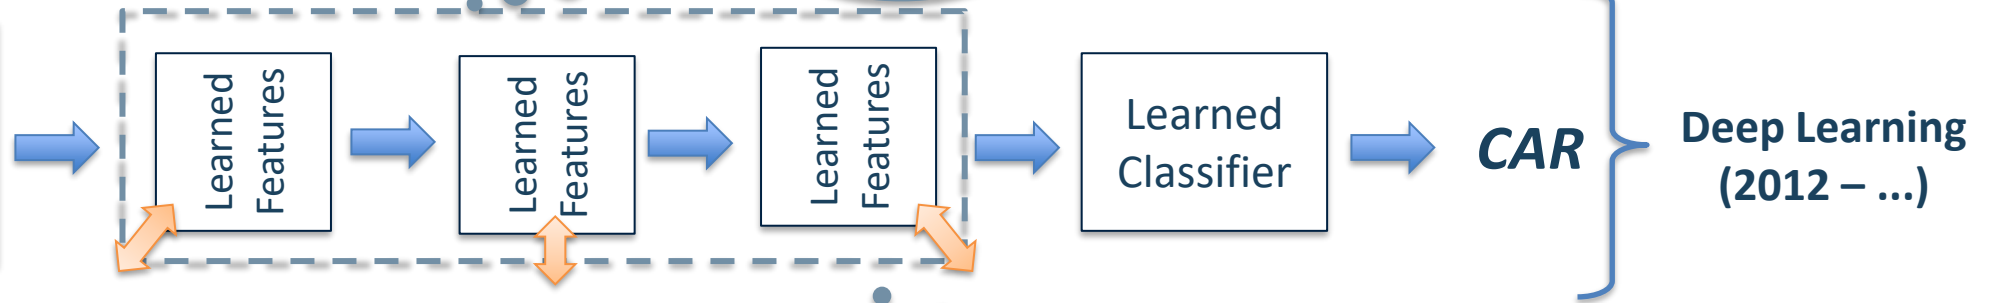 Learned
Features
Learned
Features
Learned
Features
Learned
Classifier
CAR
Deep Learning
(2012 – ...)